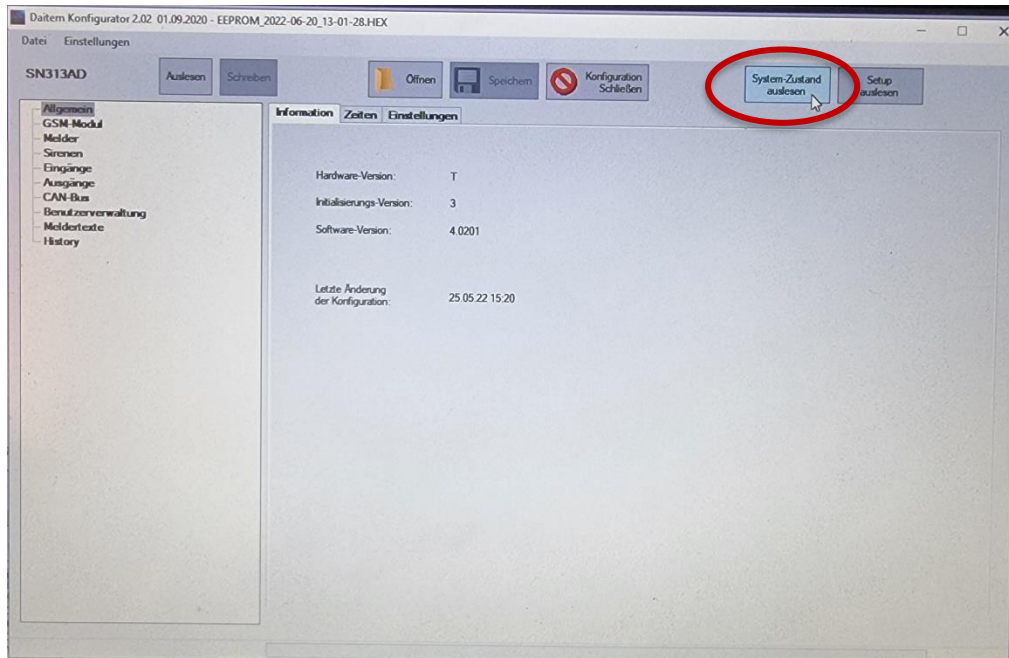 Daitem Konfigurator 2.02 01.09.2020 - EEPROM_2022-06-20_13-01-28.HEX
Datei Einstellungen
SN313AD
Auslesen
Schreiben
Öffnen
Speichern
Konfiguration
Schließen
System-Zustand
auslesen
Setup
auslesen
Allgemein
GSM-Modul
Melder
Sirenen
Eingänge
Ausgänge
CAN-Bus
Benutzerverwaltung
Meldertexte
History
Information Zeiten Einstellungen
Hardware-Version: T
Initialisierungs-Version: 3
Software-Version: 4.0201
Letzte Änderung
der Konfiguration: 25.05.22 15:20